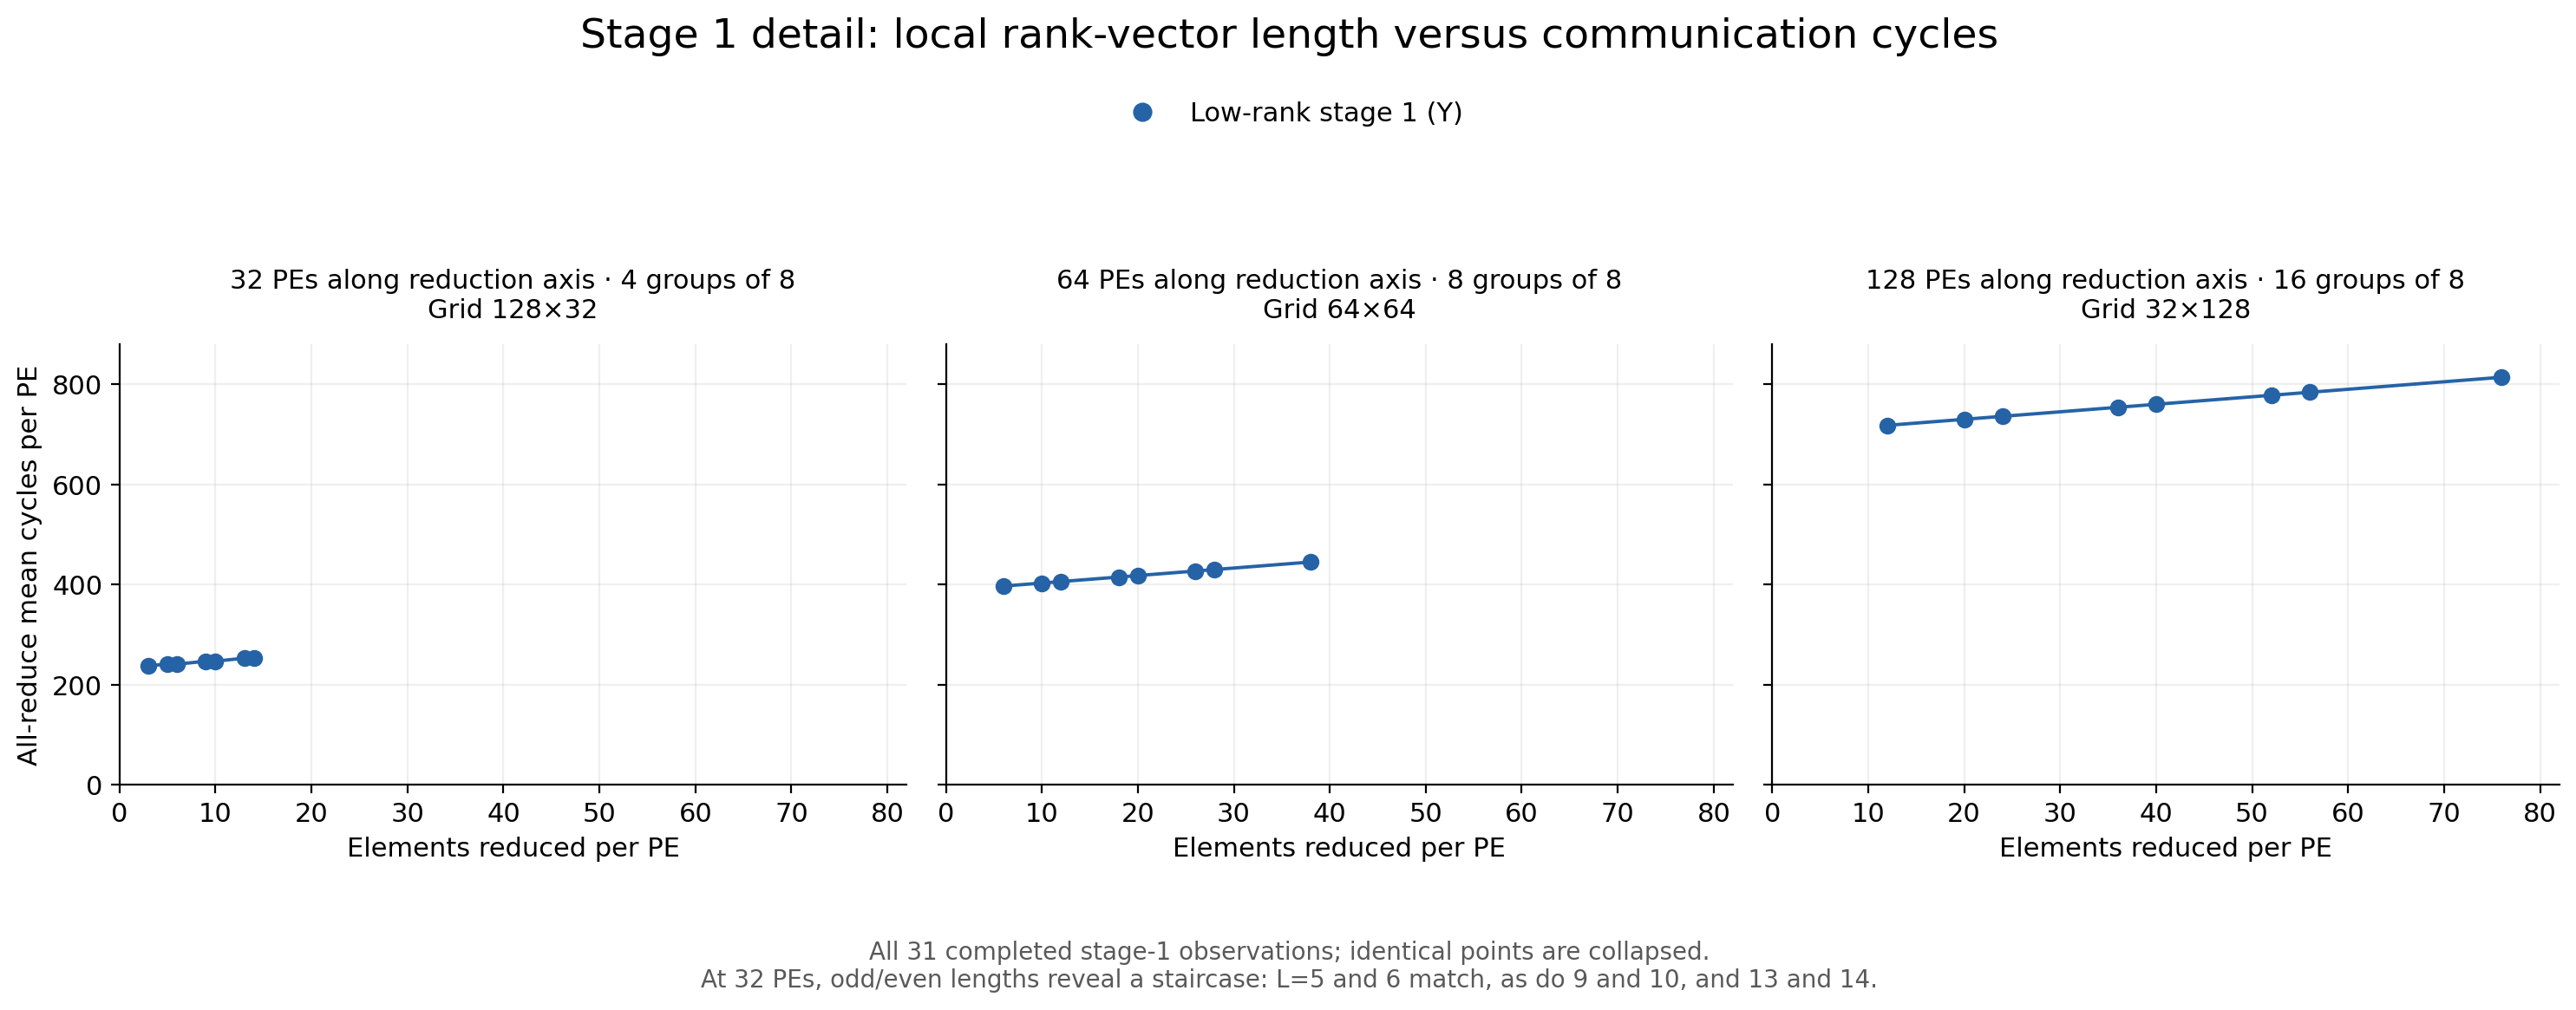 Stage 1 detail: local rank-vector length versus communication cycles
Low-rank stage 1 (Y)
32 PEs along reduction axis · 4 groups of 8
Grid 128×32
64 PEs along reduction axis · 8 groups of 8
Grid 64×64
128 PEs along reduction axis · 16 groups of 8
Grid 32×128
All-reduce mean cycles per PE
800
600
400
200
0
0 10 20 30 40 50 60 70 80
0 10 20 30 40 50 60 70 80
0 10 20 30 40 50 60 70 80
Elements reduced per PE
Elements reduced per PE
Elements reduced per PE
All 31 completed stage-1 observations; identical points are collapsed.
At 32 PEs, odd/even lengths reveal a staircase: L=5 and 6 match, as do 9 and 10, and 13 and 14.